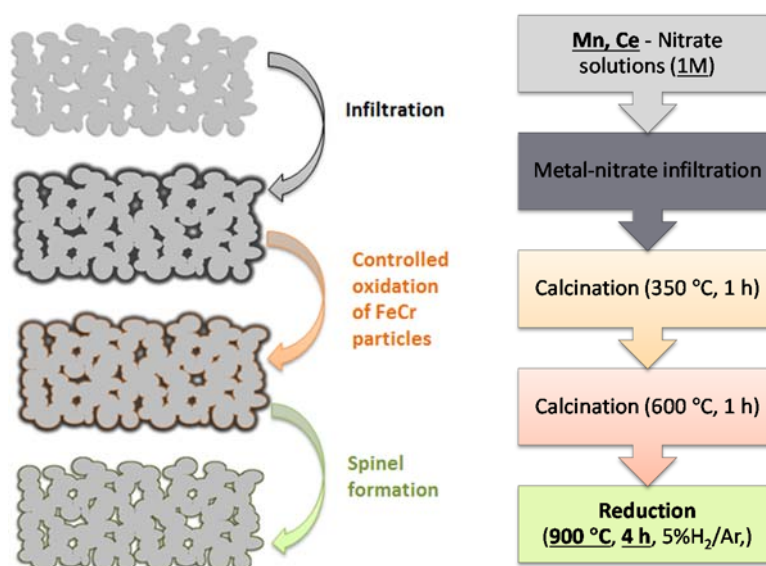 Infiltration
Controlled
oxidation
of FeCr
particles
Spinel
formation
Mn, Ce - Nitrate
solutions (1M)
Metal-nitrate infiltration
Calcination (350 °C, 1 h)
Calcination (600 °C, 1 h)
Reduction
(900 °C, 4 h, 5%H₂/Ar,)